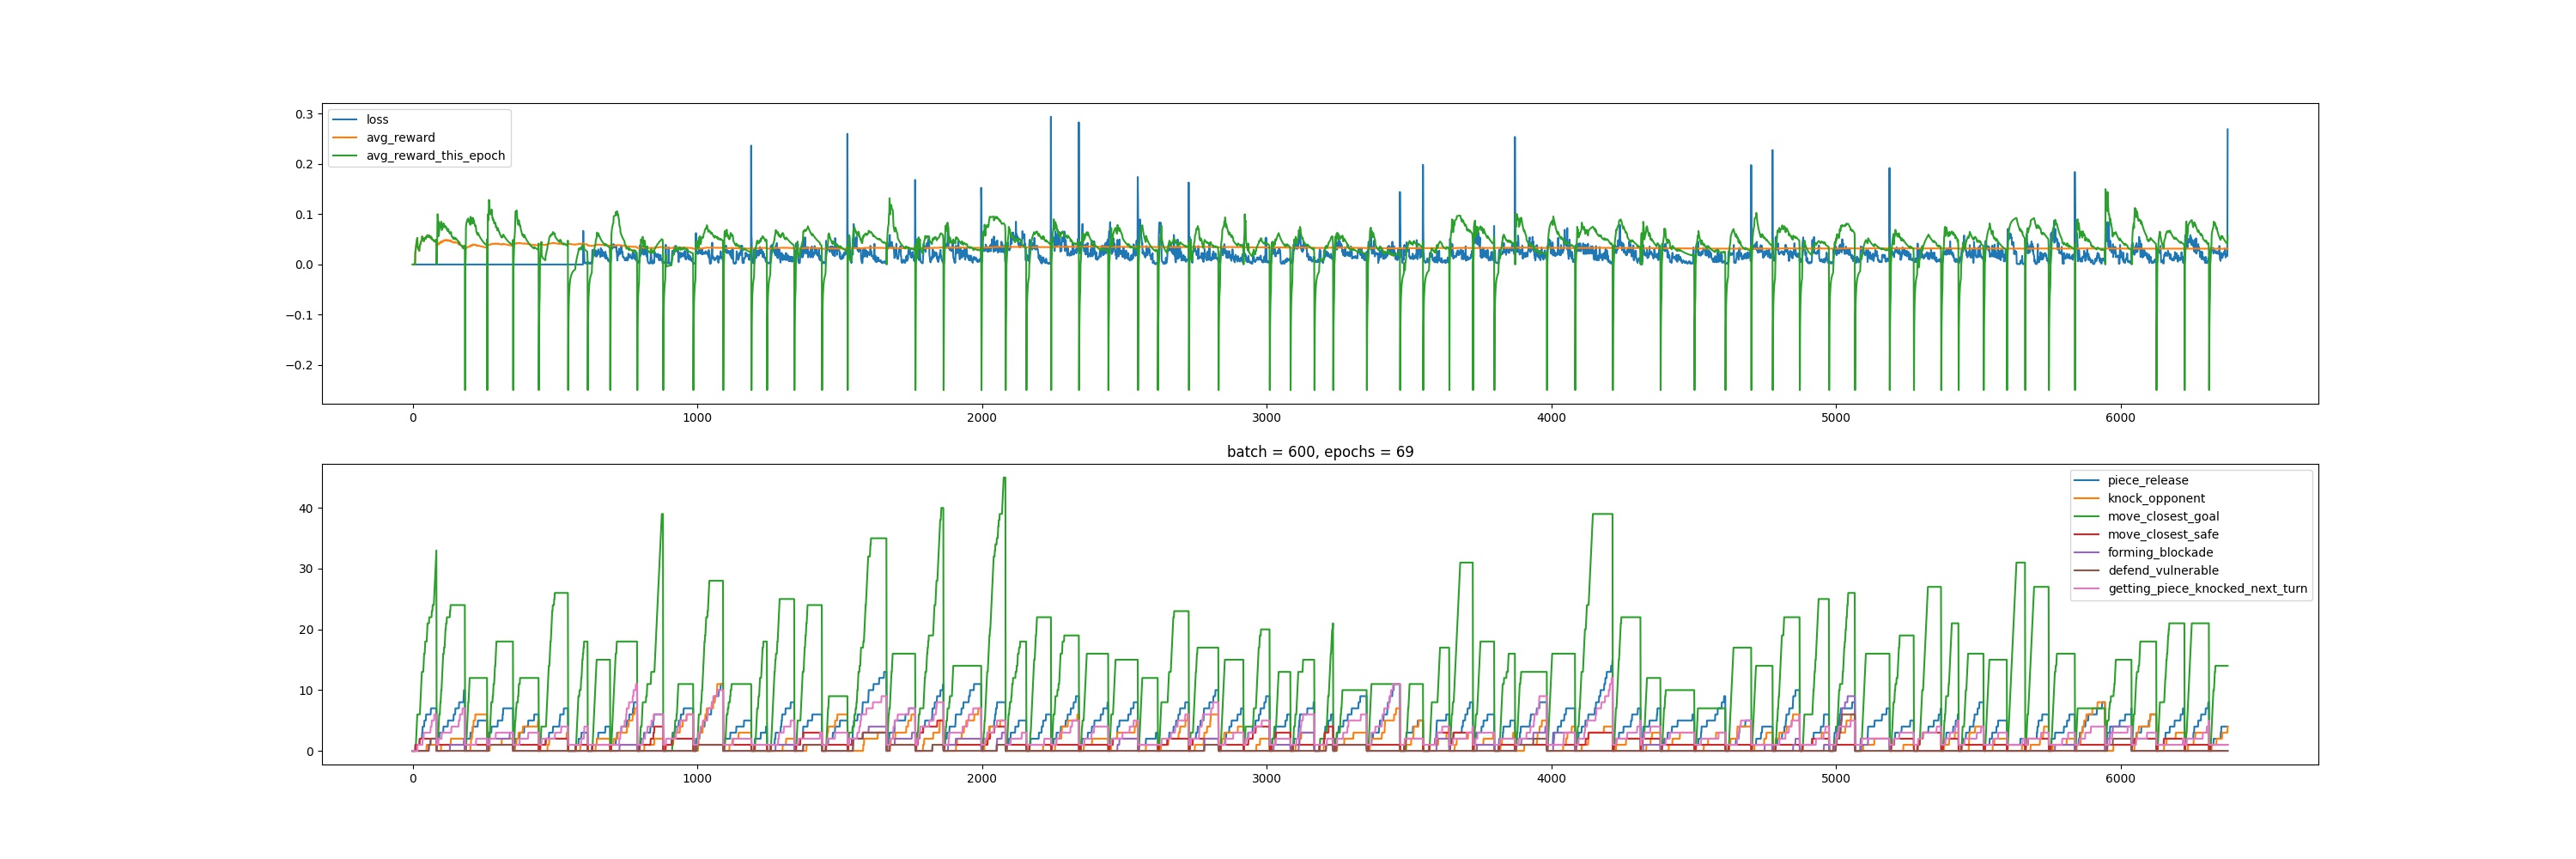 0.3
0.2
0.1
0.0
−0.1
−0.2
loss
avg_reward
avg_reward_this_epoch
0 1000 2000 3000 4000 5000 6000
batch = 600, epochs = 69
40
30
20
10
0
piece_release
knock_opponent
move_closest_goal
move_closest_safe
forming_blockade
defend_vulnerable
getting_piece_knocked_next_turn
0 1000 2000 3000 4000 5000 6000